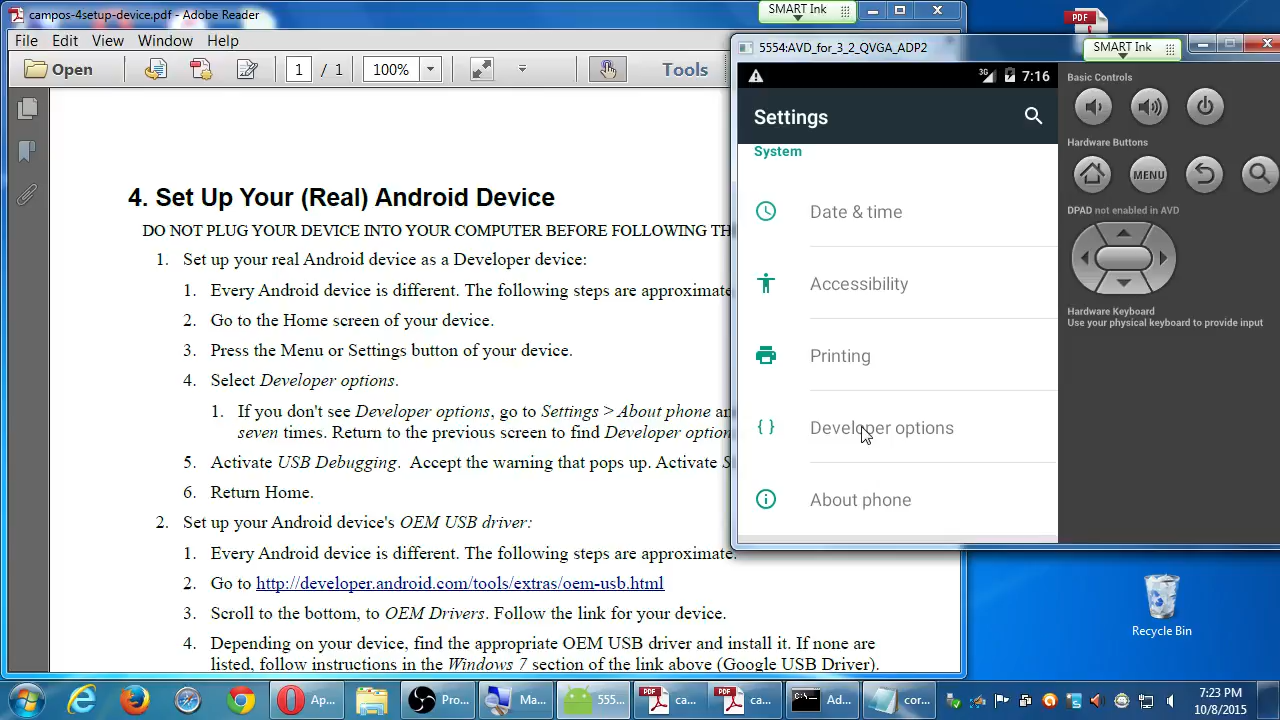 campos-4setup-device.pdf - Adobe Reader
SMART Ink
File Edit View Window Help
Open
1 / 1
100%
Tools
4. Set Up Your (Real) Android Device
DO NOT PLUG YOUR DEVICE INTO YOUR COMPUTER BEFORE FOLLOWING TH
1. Set up your real Android device as a Developer device:
1. Every Android device is different. The following steps are approximate
2. Go to the Home screen of your device.
3. Press the Menu or Settings button of your device.
4. Select Developer options.
1. If you don't see Developer options, go to Settings > About phone an
seven times. Return to the previous screen to find Developer option
5. Activate USB Debugging. Accept the warning that pops up. Activate S
6. Return Home.
2. Set up your Android device's OEM USB driver:
1. Every Android device is different. The following steps are approximate.
2. Go to http://developer.android.com/tools/extras/oem-usb.html
3. Scroll to the bottom, to OEM Drivers. Follow the link for your device.
4. Depending on your device, find the appropriate OEM USB driver and install it. If none are
listed, follow instructions in the Windows 7 section of the link above (Google USB Driver).
PDF
5554:AVD_for_3_2_QVGA_ADP2
SMART Ink
3G 7:16
Settings
System
Date & time
Accessibility
Printing
Developer options
About phone
Basic Controls
Hardware Buttons
MENU
DPAD not enabled in AVD
Hardware Keyboard
Use your physical keyboard to provide input
Recycle Bin
Ap...
Pro...
Ma...
555...
PDF
ca...
PDF
ca...
Ad...
cor...
7:23 PM
10/8/2015